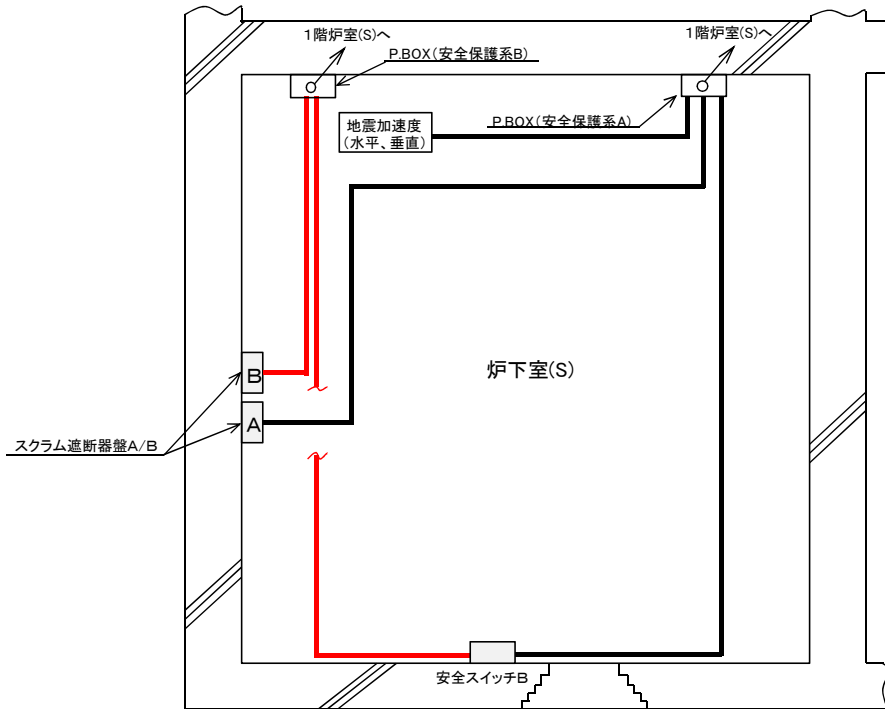 1階炉室(S)へ
1階炉室(S)へ
P.BOX(安全保護系B)
地震加速度
(水平、垂直)
P.BOX(安全保護系A)
炉下室(S)
B
A
スクラム遮断器盤A/B
安全スイッチB